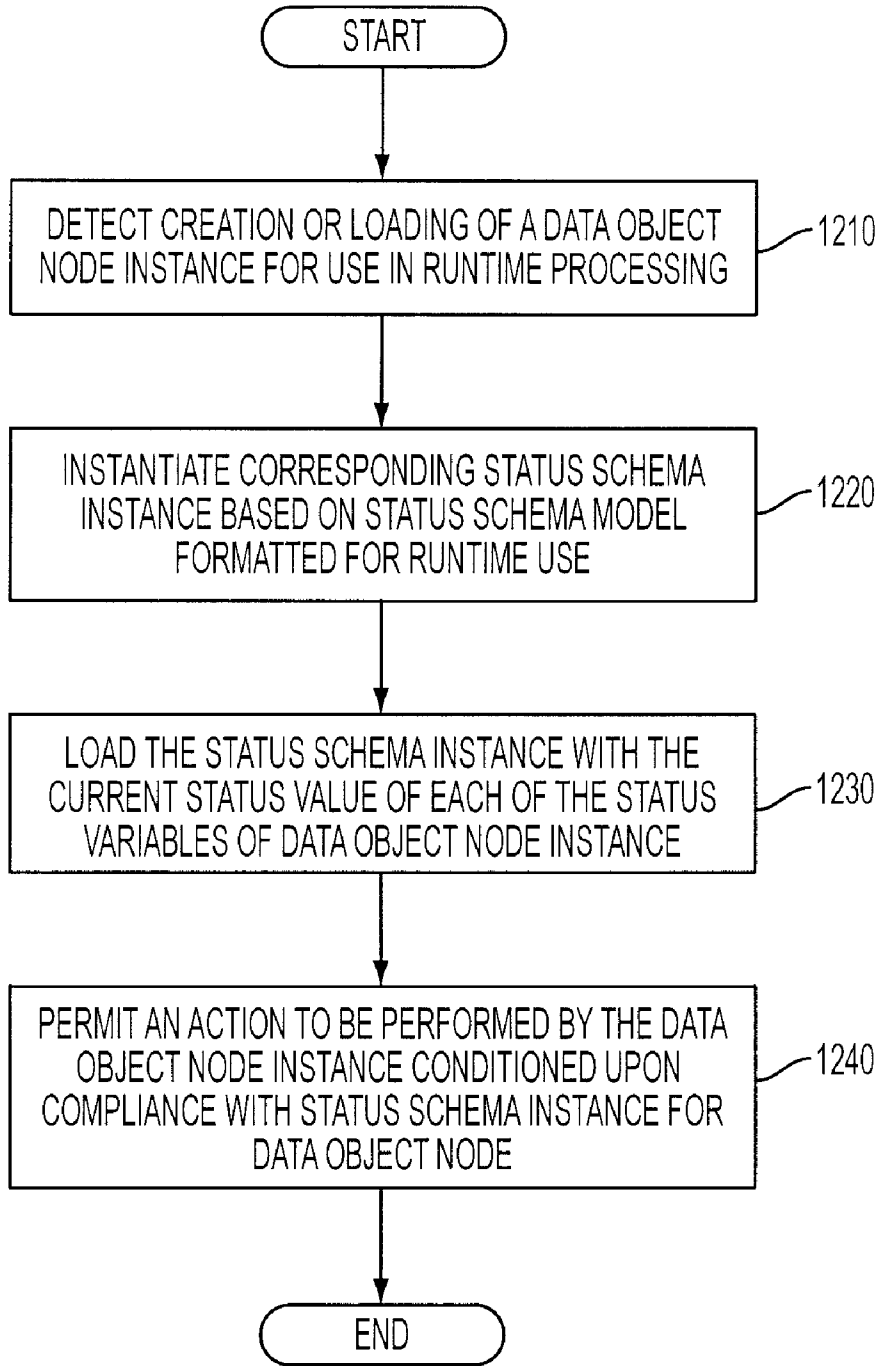 START
DETECT CREATION OR LOADING OF A DATA OBJECT
NODE INSTANCE FOR USE IN RUNTIME PROCESSING
1210
INSTANTIATE CORRESPONDING STATUS SCHEMA
INSTANCE BASED ON STATUS SCHEMA MODEL
FORMATTED FOR RUNTIME USE
1220
LOAD THE STATUS SCHEMA INSTANCE WITH THE
CURRENT STATUS VALUE OF EACH OF THE STATUS
VARIABLES OF DATA OBJECT NODE INSTANCE
1230
PERMIT AN ACTION TO BE PERFORMED BY THE DATA
OBJECT NODE INSTANCE CONDITIONED UPON
COMPLIANCE WITH STATUS SCHEMA INSTANCE FOR
DATA OBJECT NODE
1240
END